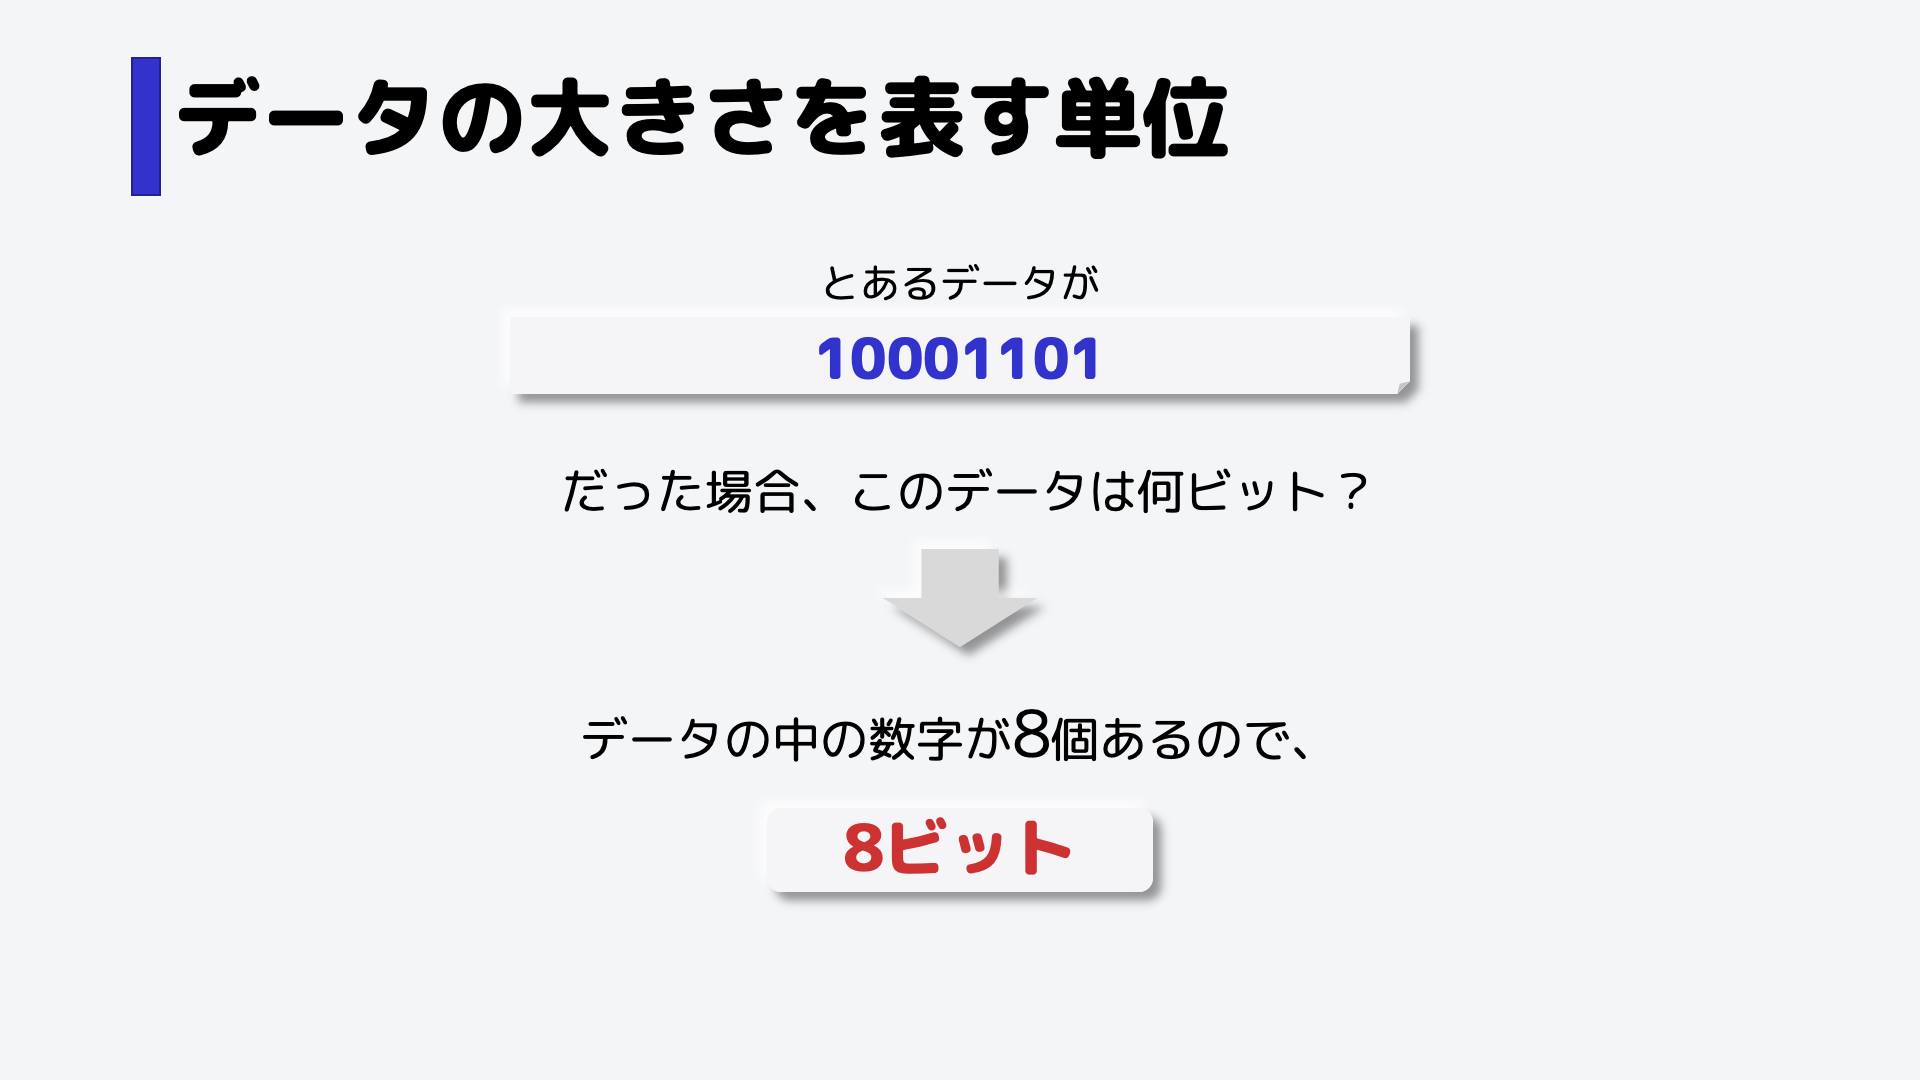 データの大きさを表す単位
とあるデータが
10001101
だった場合、このデータは何ビット？
データの中の数字が8個あるので、
8ビット